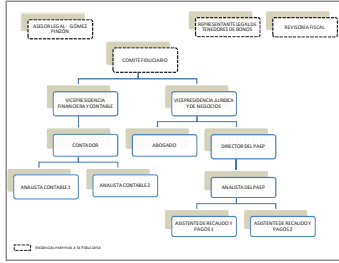 ASESOR LEGAL - GÓMEZ
PINZÓN
REPRESENTANTE LEGAL DE
TENEDORES DE BONOS
REVISORÍA FISCAL
COMITÉ FIDUCIARIO
VICEPRESIDENCIA
FINANCIERA Y CONTABLE
VICEPRESIDENCIA JURÍDICA
Y DE NEGOCIOS
CONTADOR
ABOGADO
DIRECTOR DEL PAEP
ANALISTA CONTABLE 1
ANALISTA CONTABLE 2
ANALISTA DEL PAEP
ASISTENTE DE RECAUDO Y
PAGOS 1
ASISTENTE DE RECAUDO Y
PAGOS 2
Instancias externas a la Fiduciaria